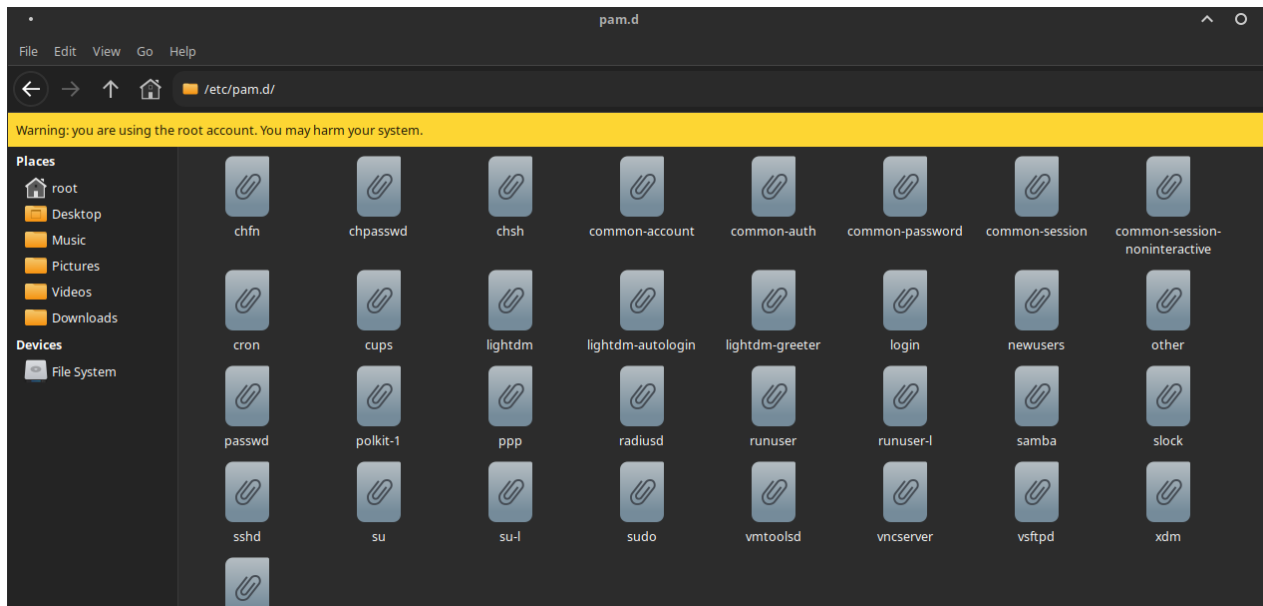 pam.d
File Edit View Go Help
/etc/pam.d/
Warning: you are using the root account. You may harm your system.
Places
root
Desktop
Music
Pictures
Videos
Downloads
Devices
File System
chfn chpasswd chsh common-account common-auth common-password common-session common-session-
noninteractive
cron cups lightdm lightdm-autologin lightdm-greeter login newusers other
passwd polkit-1 ppp radiusd runuser runuser-l samba slock
sshd su su-l sudo vmtoolsd vncserver vsftpd xdm